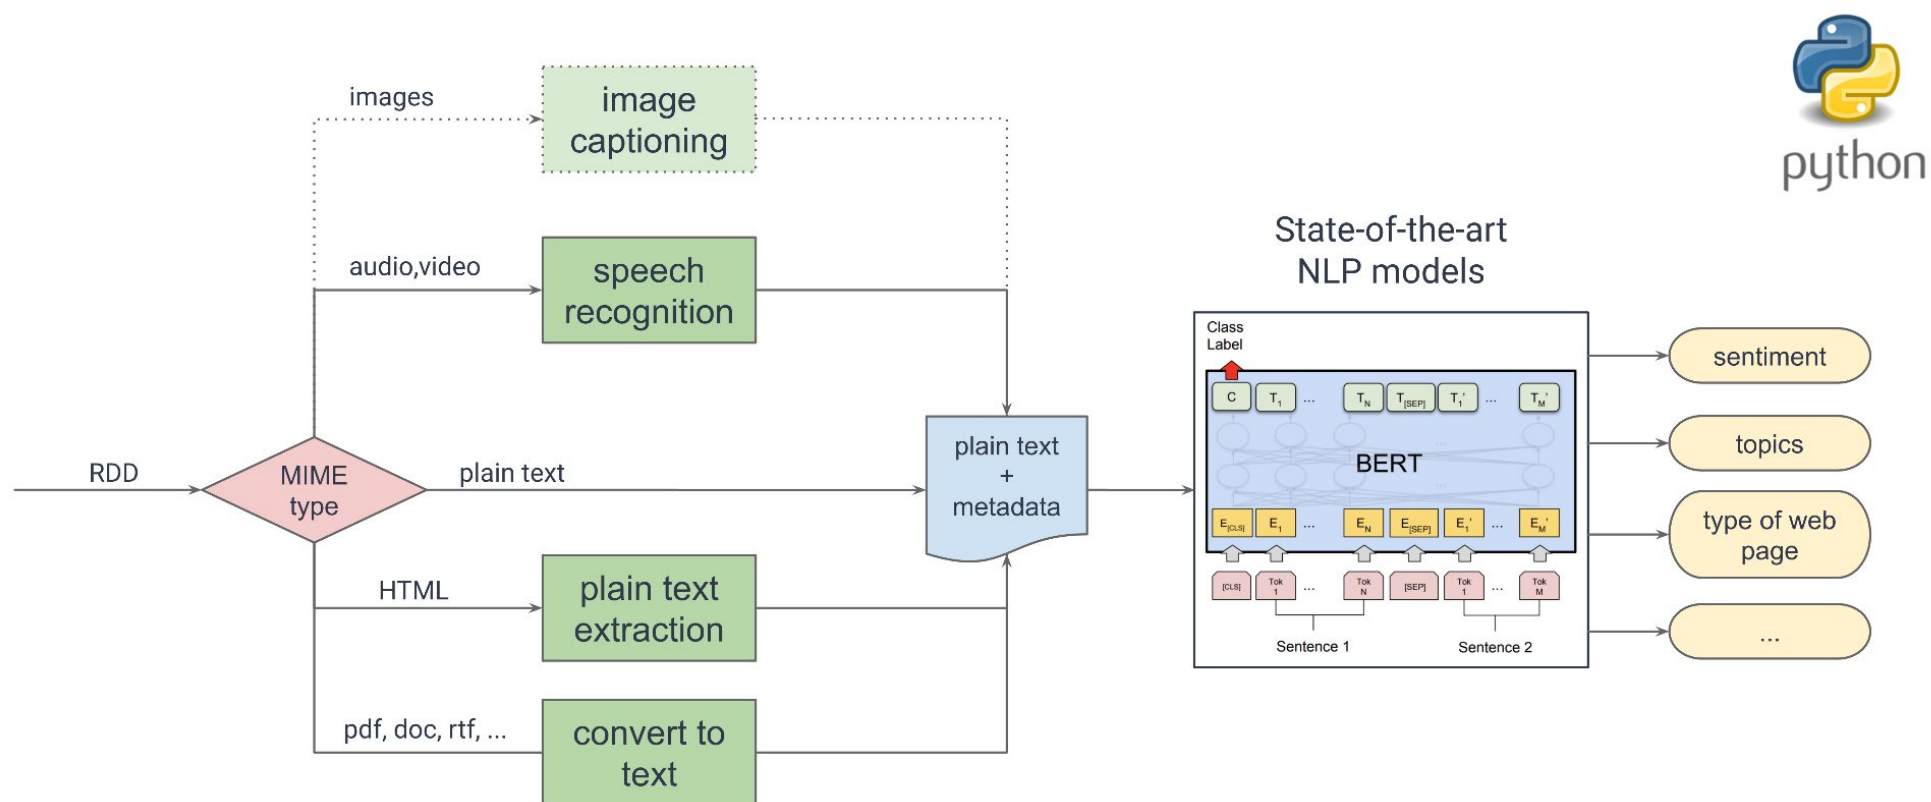 python
images
image
captioning
audio,video
speech
recognition
RDD
MIME
type
plain text
HTML
plain text
extraction
pdf, doc, rtf, ...
convert to
text
plain text
+
metadata
State-of-the-art
NLP models
Class
Label
C T1 ... TN T[SEP] T1' ... TM'
...
BERT
...
E[CLS] E1 ... EN E[SEP] E1' ... EM'
[CLS] Tok 1 ... Tok N [SEP] Tok 1 ... Tok M
Sentence 1 Sentence 2
sentiment
topics
type of web
page
...